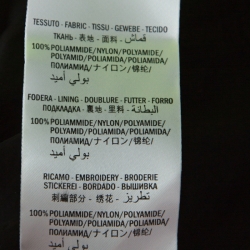 TESSUTO - FABRIC - TISSU - GEWEBE - TECIDO
ТКАНЬ - 表地 - 面料 - قماش
100% POLIAMMIDE/NYLON/POLYAMIDE/
POLYAMID/POLIAMIDA/POLIAMIDA/
ПОЛИАМИД/ナイロン/锦纶/
بولي أميد
FODERA - LINING - DOUBLURE - FUTTER - FORRO
ПОДКЛАДКА - 裏地 - 里料 - البطانة
100% POLIAMMIDE/NYLON/POLYAMIDE/
POLYAMID/POLIAMIDA/POLIAMIDA/
ПОЛИАМИД/ナイロン/锦纶/
بولي أميد
RICAMO - EMBROIDERY - BRODERIE
STICKEREI - BORDADO - ВЫШИВКА
刺繍部分 - 绣花 - تطريز
100% POLIAMMIDE/NYLON/POLYAMIDE/
POLYAMID/POLIAMIDA/POLIAMIDA/
ПОЛИАМИД/ナイロン/锦纶/
بولي أميد